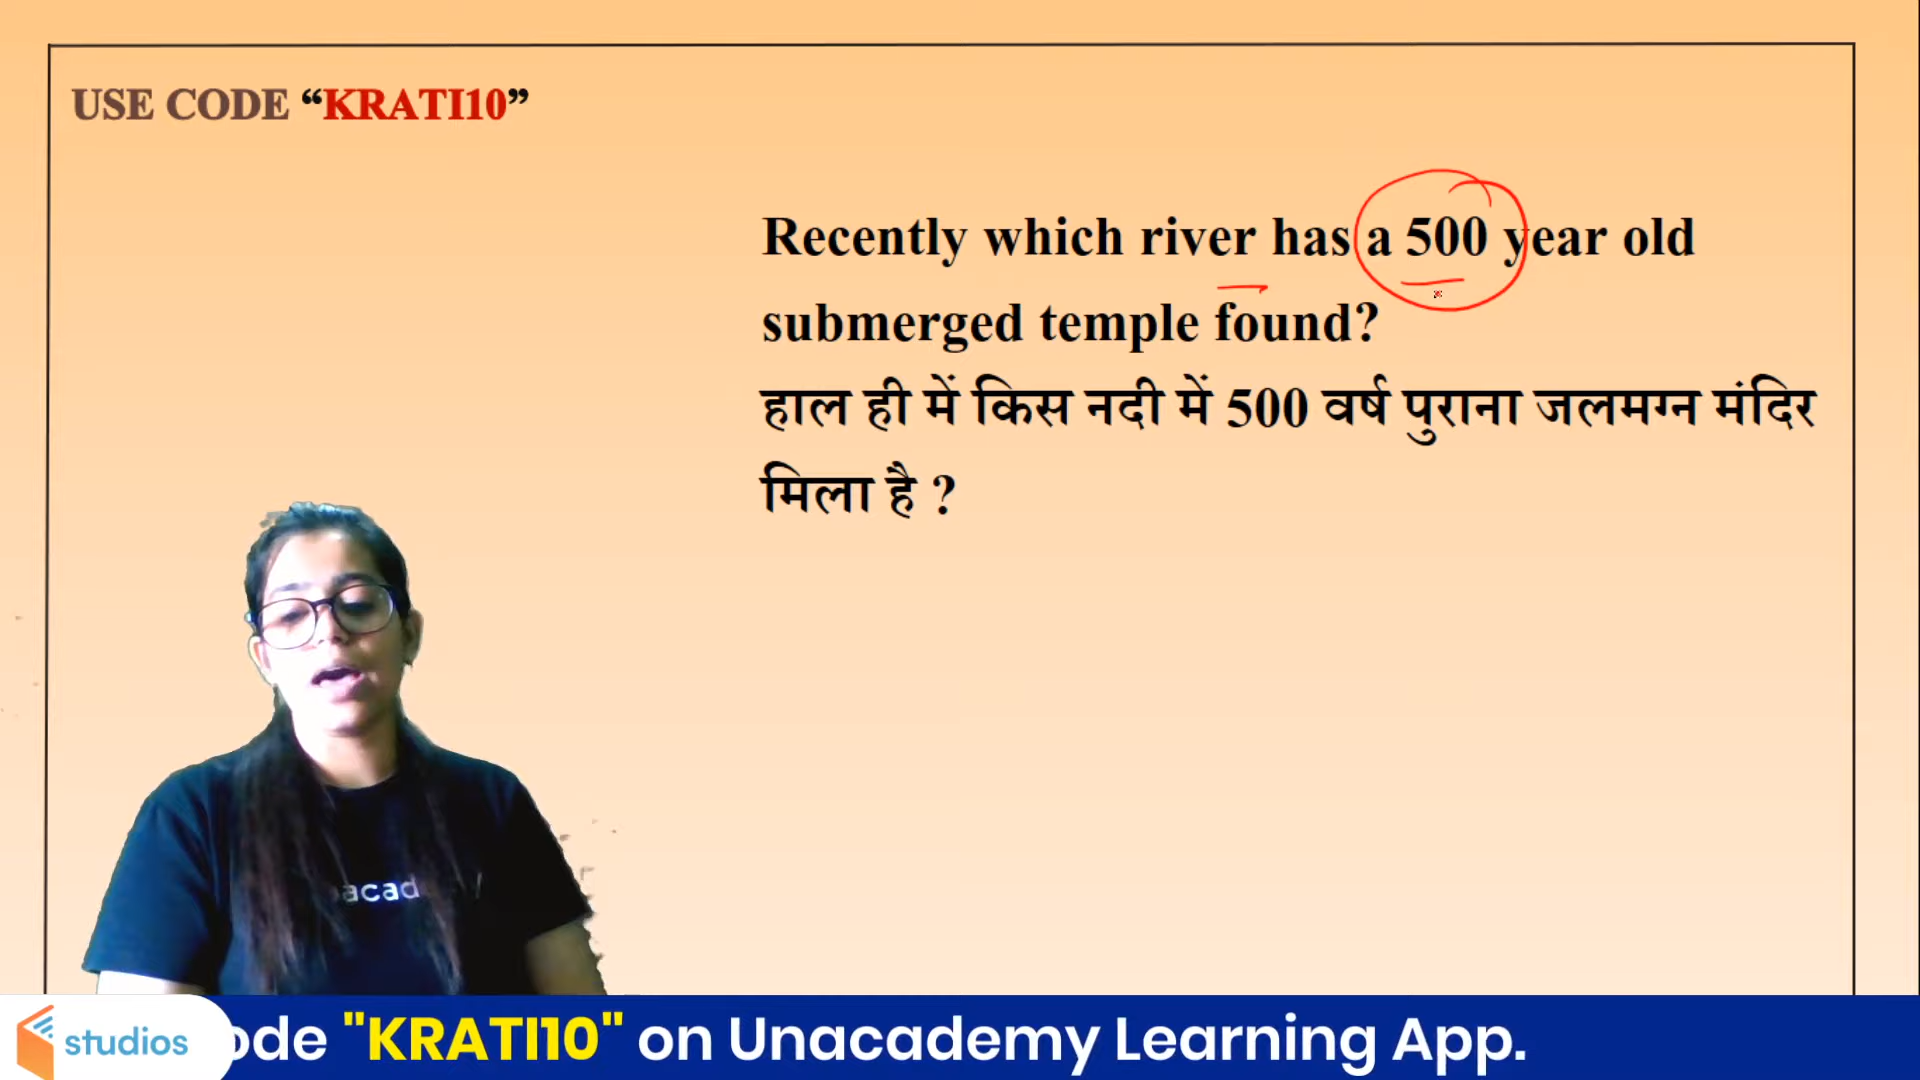 USE CODE “KRATI10”
Recently which river has a 500 year old
submerged temple found?
हाल ही में किस नदी में 500 वर्ष पुराना जलमग्न मंदिर
मिला है ?
acad
studios
ode "KRATI10" on Unacademy Learning App.